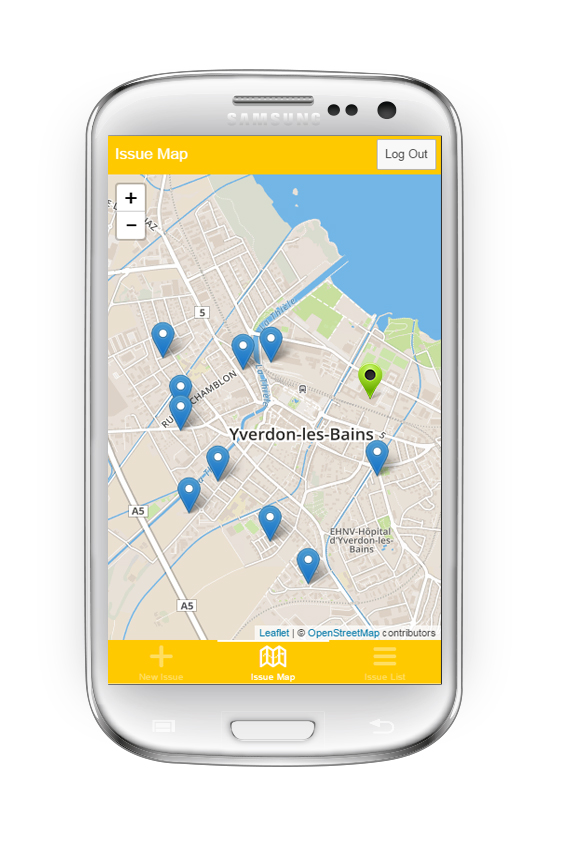 SAMSUNG
Issue Map
Log Out
+
−
5
RU
CHAMBLON
Yverdon-les-Bains
5
A5
EHNV-Hôpital
d'Yverdon-les-
Bains
A5
Leaflet | © OpenStreetMap contributors
New Issue
Issue Map
Issue List